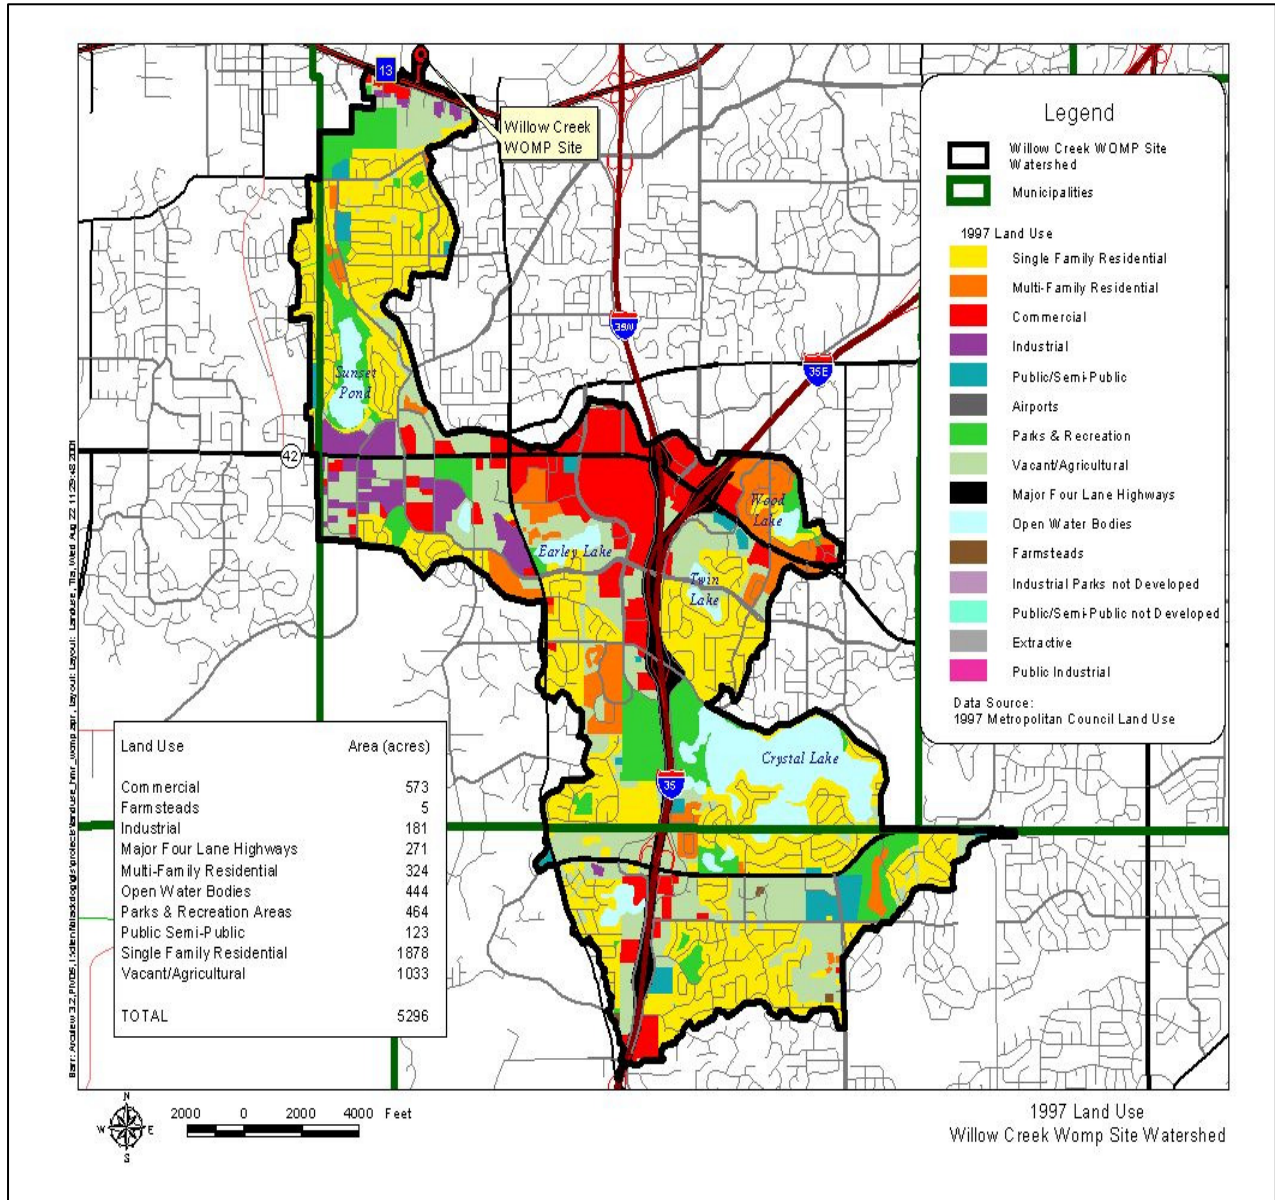 13
Willow Creek
WOMP Site
Legend
Willow Creek WOMP Site
Watershed
Municipalities
1997 Land Use
Single Family Residential
Multi-Family Residential
Commercial
Industrial
Public/Semi-Public
Airports
Parks & Recreation
Vacant/Agricultural
Major Four Lane Highways
Open Water Bodies
Farmsteads
Industrial Parks not Developed
Public/Semi-Public not Developed
Extractive
Public Industrial
Data Source:
1997 Metropolitan Council Land Use
35W
35E
Sunset
Pond
42
Wood
Lake
Earley Lake
Twin
Lake
Crystal Lake
35
Land Use Area (acres)
Commercial 573
Farmsteads 5
Industrial 181
Major Four Lane Highways 271
Multi-Family Residential 324
Open Water Bodies 444
Parks & Recreation Areas 464
Public Semi-Public 123
Single Family Residential 1878
Vacant/Agricultural 1033
TOTAL 5296
N
W E
S
2000 0 2000 4000 Feet
1997 Land Use
Willow Creek Womp Site Watershed